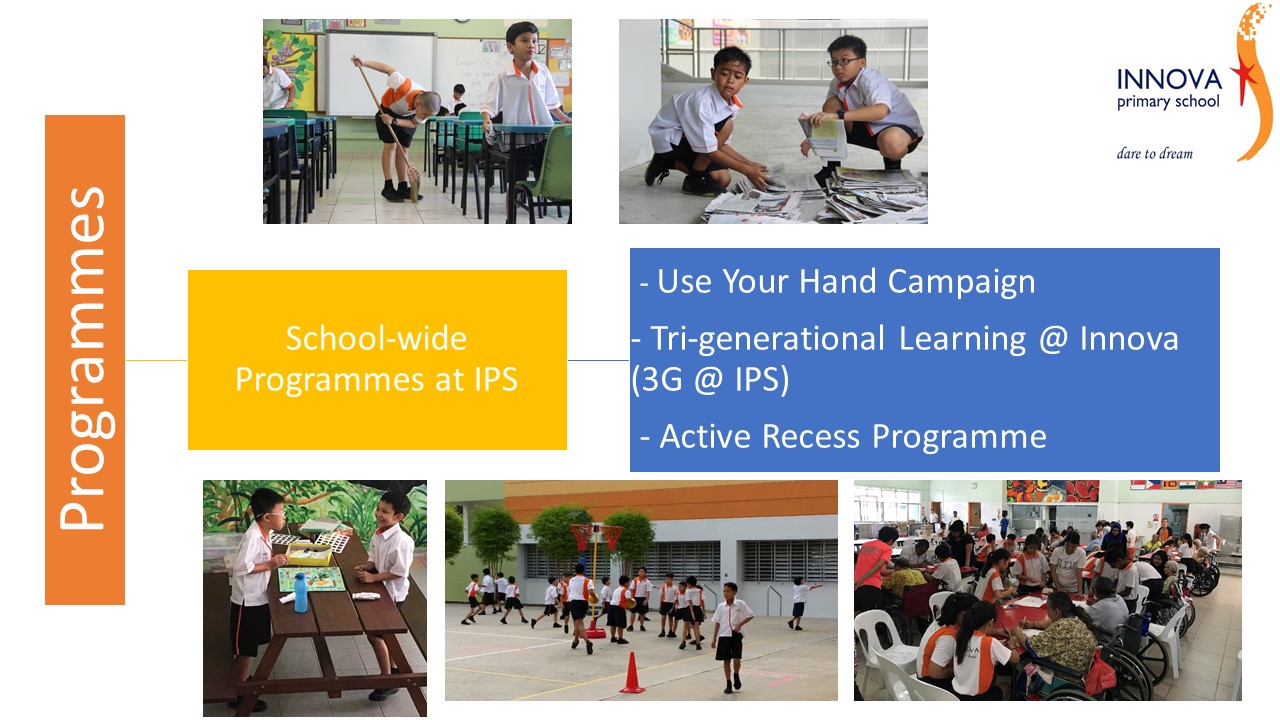 INNOVA
primary school
dare to dream
Programmes
School-wide
Programmes at IPS
- Use Your Hand Campaign
- Tri-generational Learning @ Innova
(3G @ IPS)
- Active Recess Programme